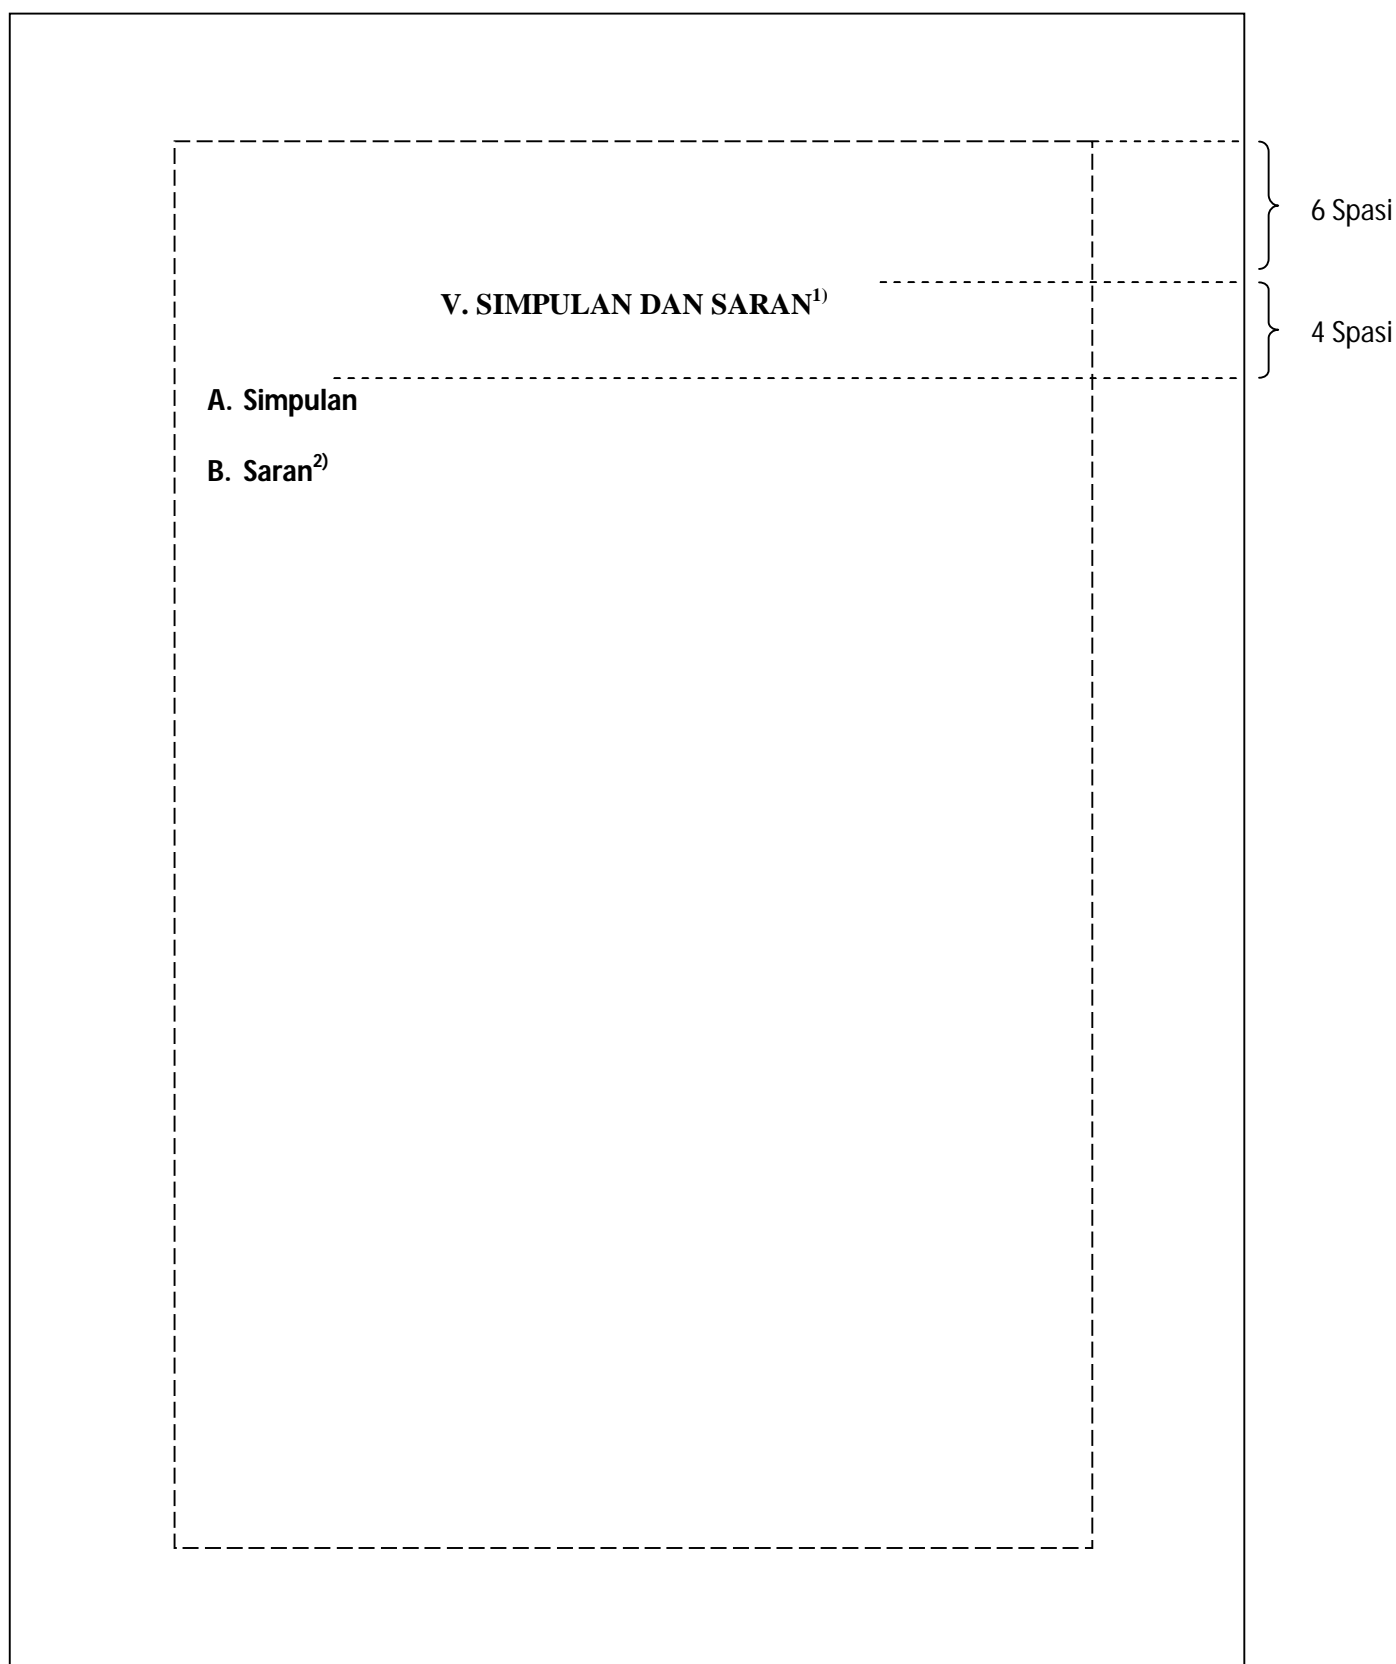 6 Spasi
V. SIMPULAN DAN SARAN¹⁾
4 Spasi
A. Simpulan
B. Saran²⁾